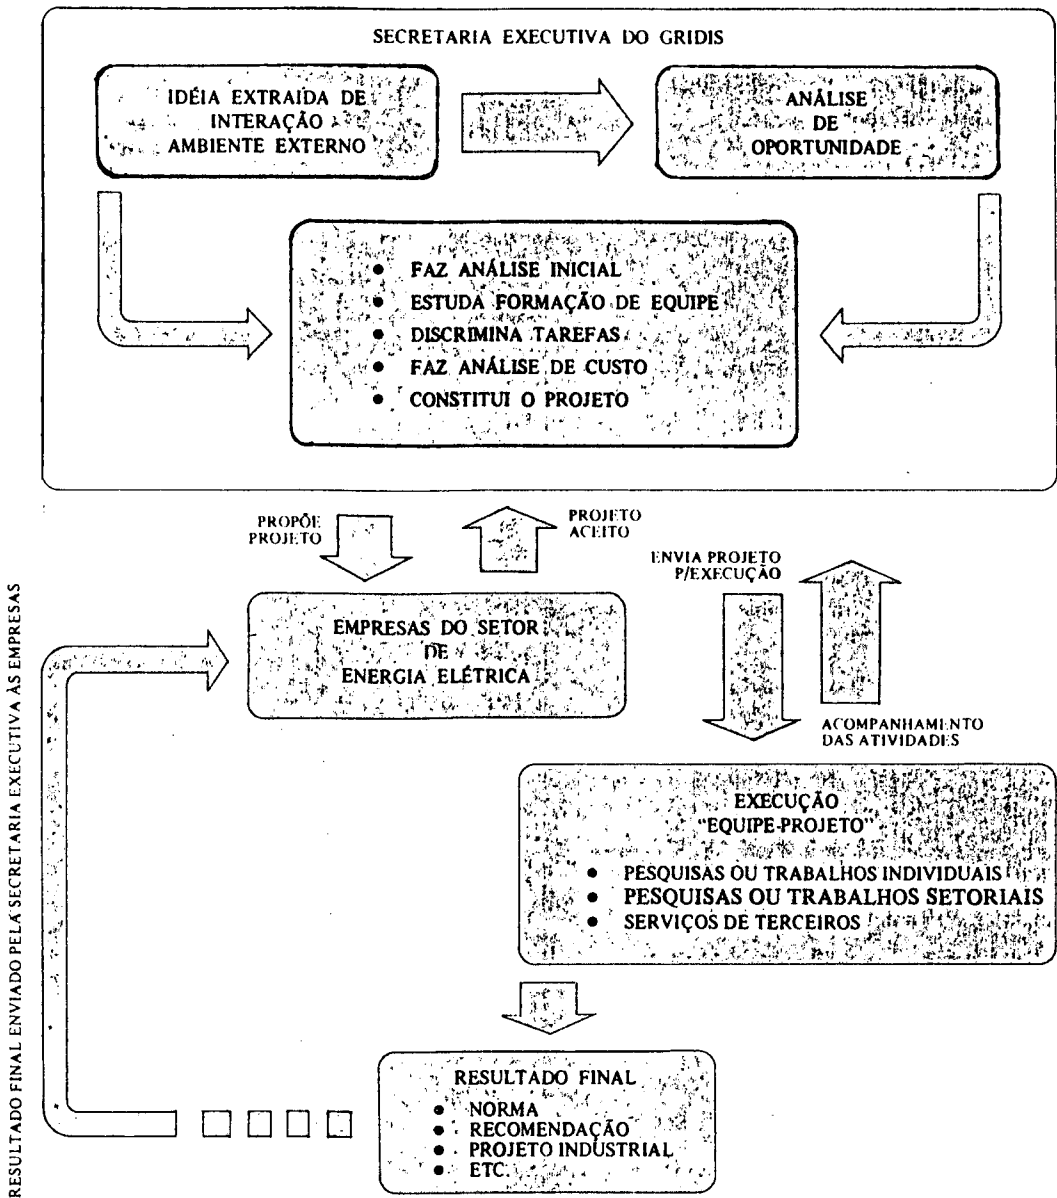 SECRETARIA EXECUTIVA DO GRIDIS
IDÉIA EXTRAÍDA DE
INTERAÇÃO
AMBIENTE EXTERNO
ANÁLISE
DE
OPORTUNIDADE
• FAZ ANÁLISE INICIAL
• ESTUDA FORMAÇÃO DE EQUIPE
• DISCRIMINA TAREFAS
• FAZ ANÁLISE DE CUSTO
• CONSTITUI O PROJETO
PROPÕE
PROJETO
PROJETO
ACEITO
ENVIA PROJETO
P/EXECUÇÃO
EMPRESAS DO SETOR
DE
ENERGIA ELÉTRICA
ACOMPANHAMENTO
DAS ATIVIDADES
EXECUÇÃO
"EQUIPE-PROJETO"
• PESQUISAS OU TRABALHOS INDIVIDUAIS
• PESQUISAS OU TRABALHOS SETORIAIS
• SERVIÇOS DE TERCEIROS
RESULTADO FINAL
• NORMA
• RECOMENDAÇÃO
• PROJETO INDUSTRIAL
• ETC.
RESULTADO FINAL ENVIADO PELA SECRETARIA EXECUTIVA ÀS EMPRESAS